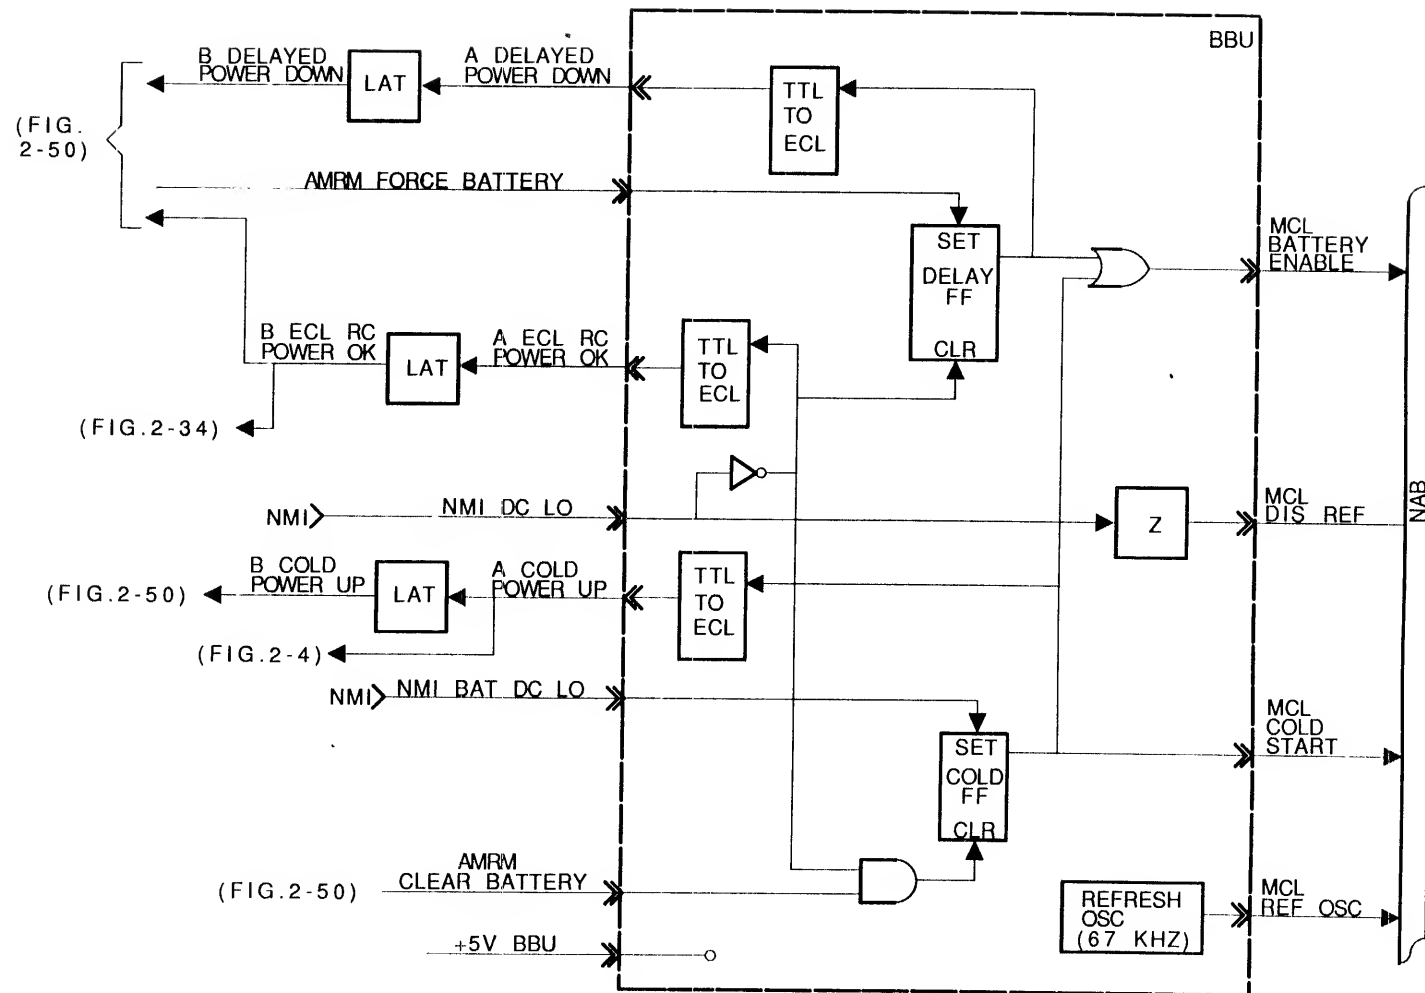 BBU
B DELAYED
POWER DOWN
LAT
A DELAYED
POWER DOWN
TTL
TO
ECL
(FIG.
2-50)
AMRM FORCE BATTERY
SET
DELAY
FF
CLR
MCL
BATTERY
ENABLE
B ECL RC
POWER OK
LAT
A ECL RC
POWER OK
TTL
TO
ECL
(FIG.2-34)
NMI
NMI DC LO
Z
MCL
DIS REF
NAB
B COLD
POWER UP
LAT
A COLD
POWER UP
TTL
TO
ECL
(FIG.2-50)
(FIG.2-4)
NMI
NMI BAT DC LO
SET
COLD
FF
CLR
MCL
COLD
START
AMRM
CLEAR BATTERY
(FIG.2-50)
REFRESH
OSC
(67 KHZ)
MCL
REF OSC
+5V BBU